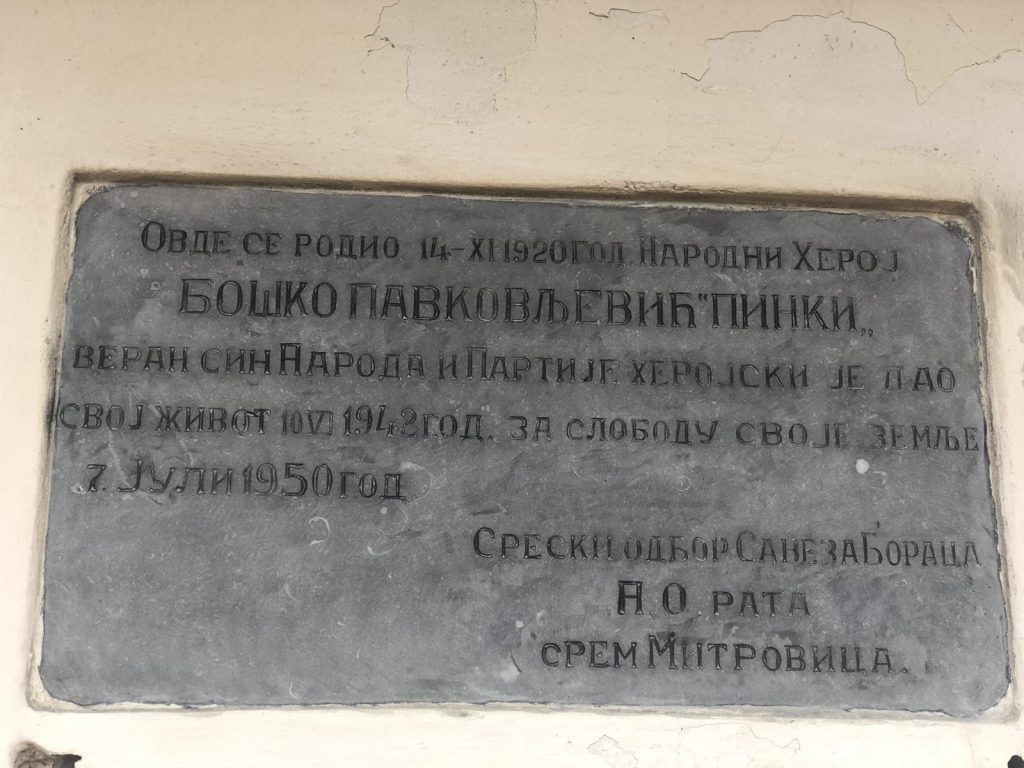 Овде се родио 14-XI 1920 год. Народни Херој
Бошко Павковљевић "Пинки„
веран син Народа и Партије херојски је дао
свој живот 10 VI 1942 год. за слободу своје земље
7. Јули 1950 год.
Срески одбор Савеза Бораца
Н. О. рата
Срем Митровица.